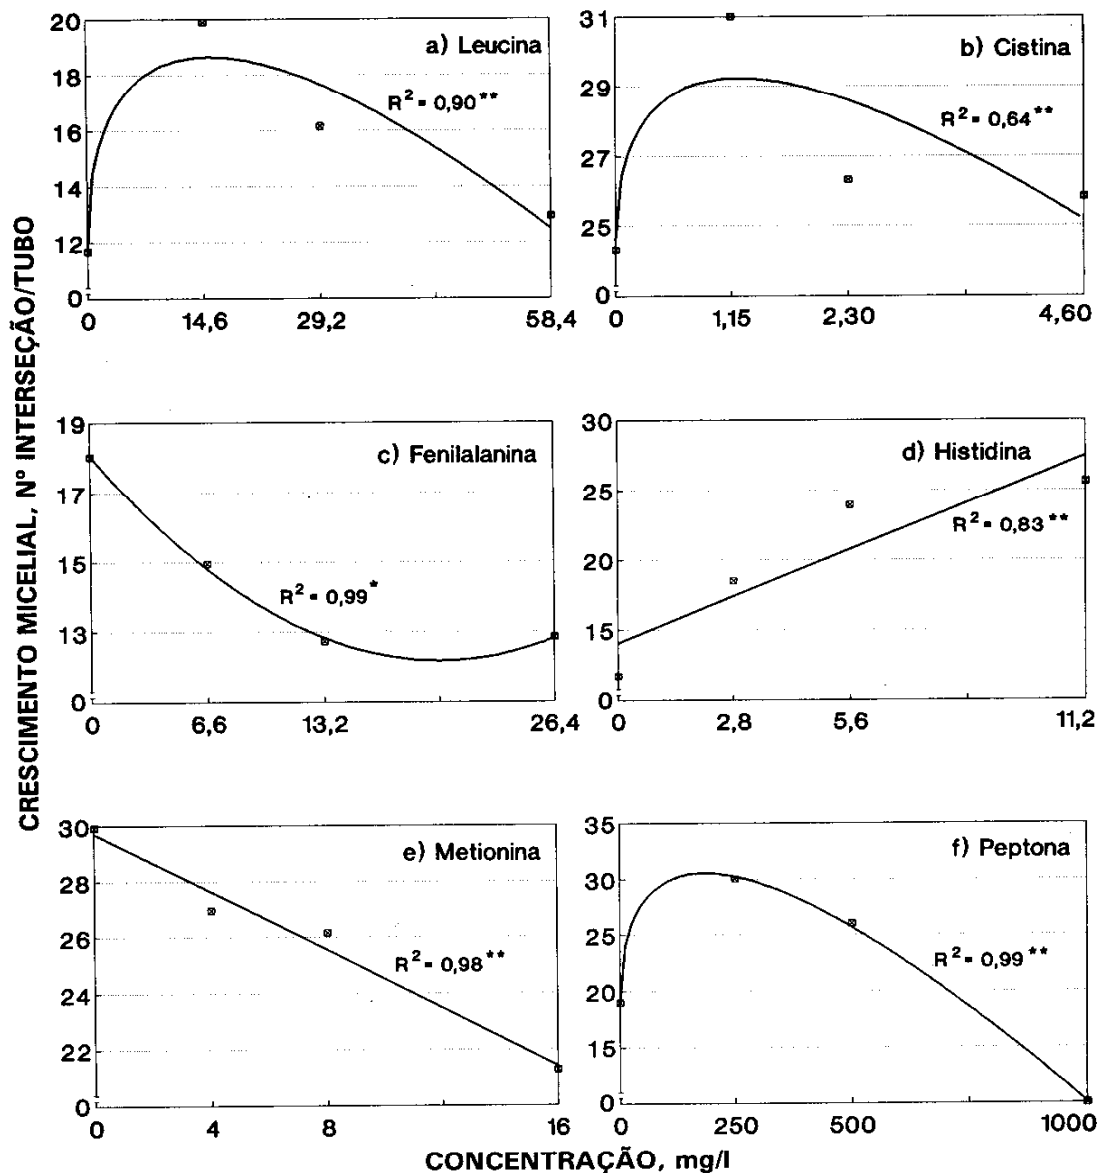 CRESCIMENTO MICELIAL, Nº INTERSEÇÃO/TUBO
a) Leucina
R² = 0,90**
20
18
16
14
12
0
0 14,6 29,2 58,4
b) Cistina
R² = 0,64**
31
29
27
25
0
0 1,15 2,30 4,60
c) Fenilalanina
R² = 0,99*
19
17
15
13
0
0 6,6 13,2 26,4
d) Histidina
R² = 0,83**
30
25
20
15
0
0 2,8 5,6 11,2
e) Metionina
R² = 0,98**
30
28
26
24
22
0
0 4 8 16
f) Peptona
R² = 0,99**
35
30
25
20
15
0
0 250 500 1000
CONCENTRAÇÃO, mg/l